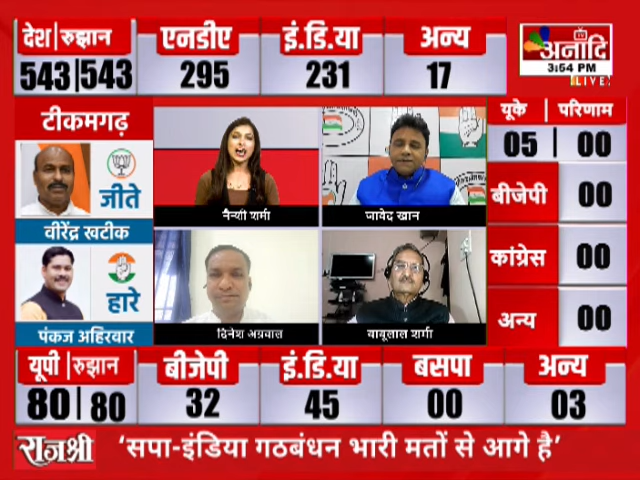 देश रुझान
543 543
एनडीए
295
इं.डि.या
231
अन्य
17
अनादि
3:54 PM
LIVE
टीकमगढ़
जीते
वीरेंद्र खटीक
हारे
पंकज अहिरवार
नैन्शी शर्मा
जावेद खान
दिनेश अग्रवाल
बाबूलाल शर्मा
यूके परिणाम
05 00
बीजेपी 00
कांग्रेस 00
अन्य 00
यूपी रुझान
80 80
बीजेपी
32
इं.डि.या
45
बसपा
00
अन्य
03
राजश्री
‘सपा-इंडिया गठबंधन भारी मतों से आगे है’